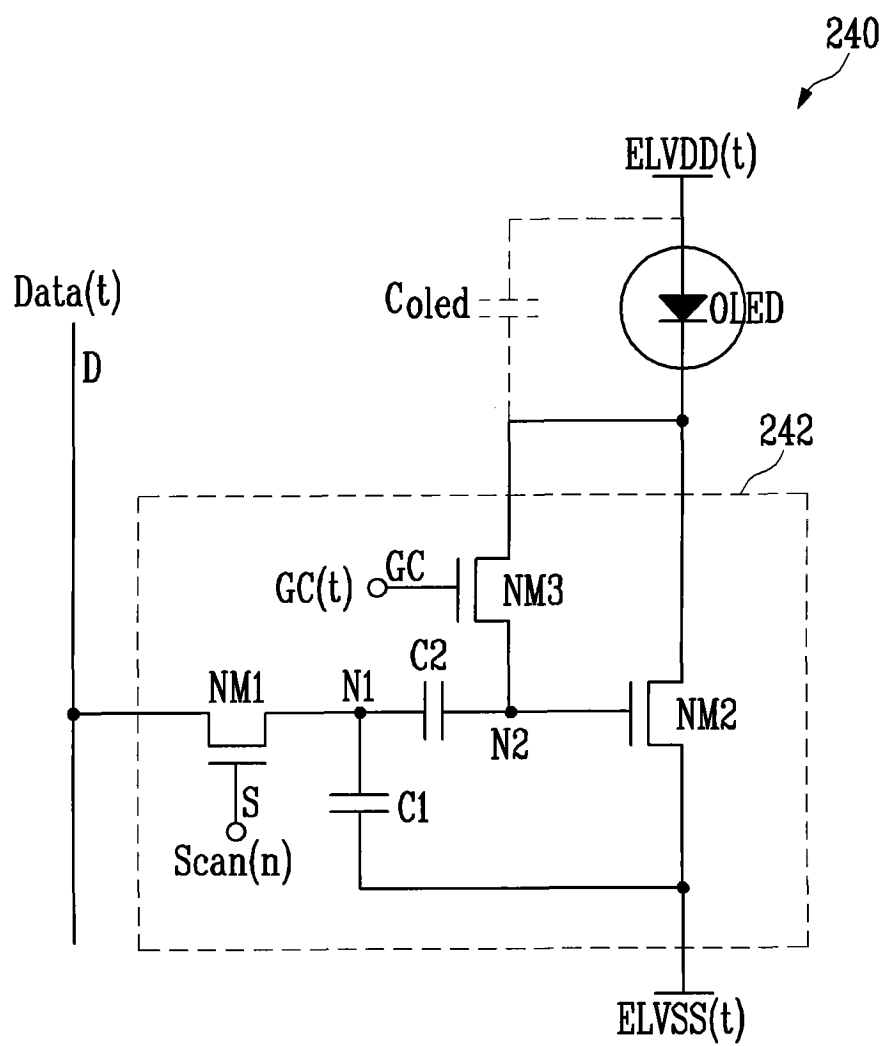 240
ELVDD(t)
Data(t)
Coled
OLED
D
242
GC(t)
GC
NM3
C2
NM1
N1
N2
NM2
S
C1
Scan(n)
ELVSS(t)